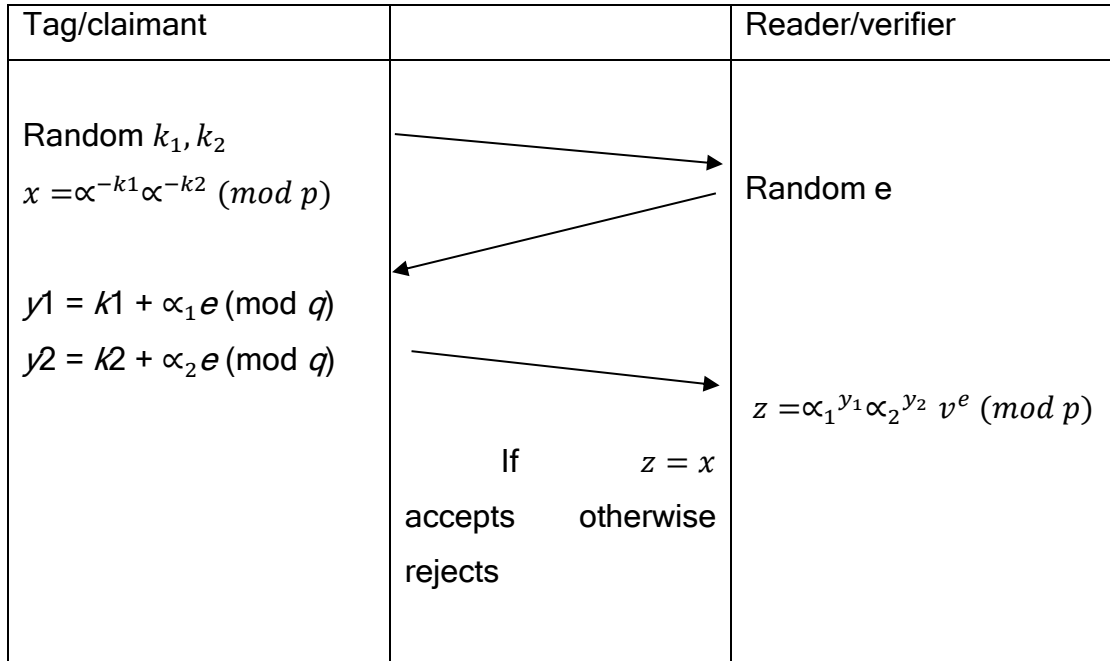 Tag/claimant
Reader/verifier
Random 𝑘₁, 𝑘₂
𝑥 =∝⁻ᵏ¹∝⁻ᵏ² (𝑚𝑜𝑑 𝑝)
Random e
y1 = k1 + ∝₁e (mod q)
y2 = k2 + ∝₂e (mod q)
𝑧 =∝₁^{𝑦₁}∝₂^{𝑦₂} 𝑣^𝑒 (𝑚𝑜𝑑 𝑝)
If 𝑧 = 𝑥
accepts otherwise
rejects